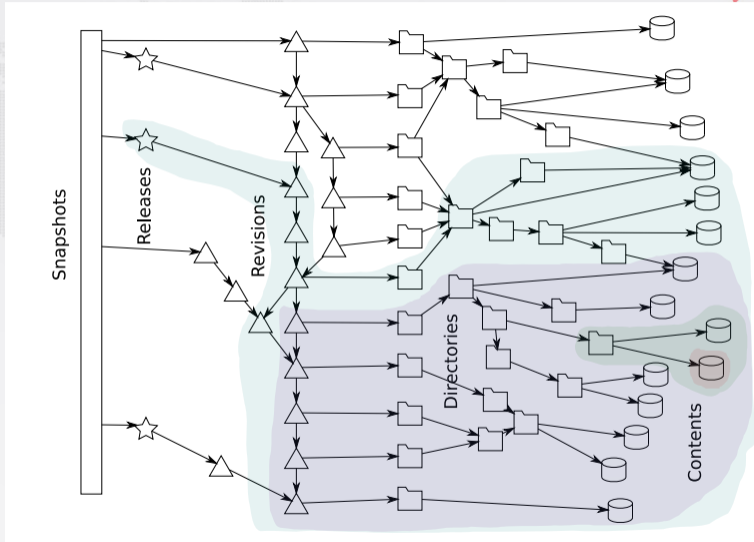 Snapshots
Releases
Revisions
Directories
Contents